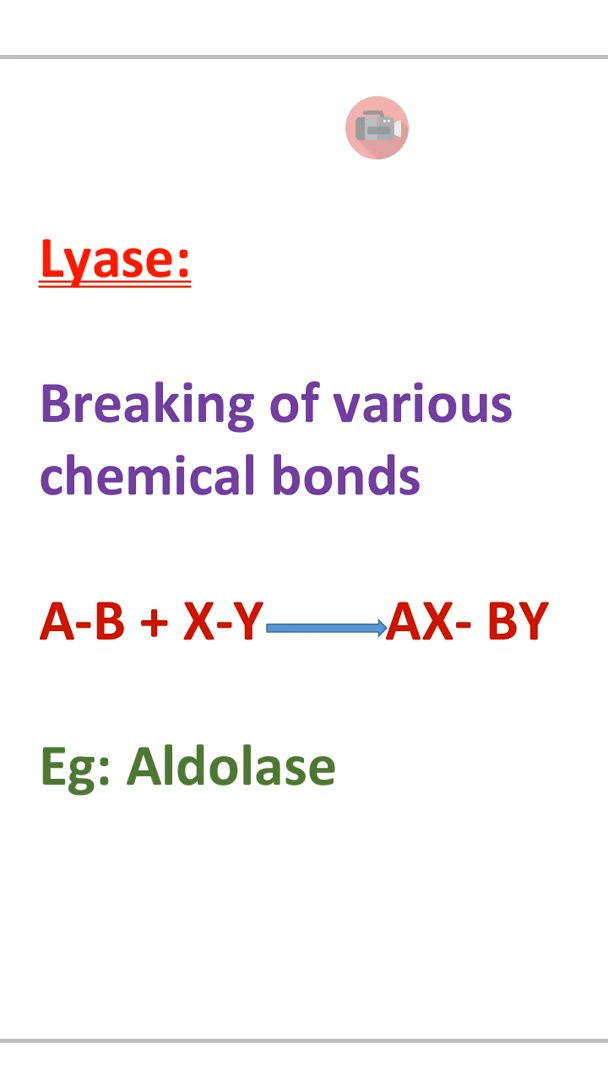 Lyase:
Breaking of various
chemical bonds
A-B + X-Y AX- BY
Eg: Aldolase